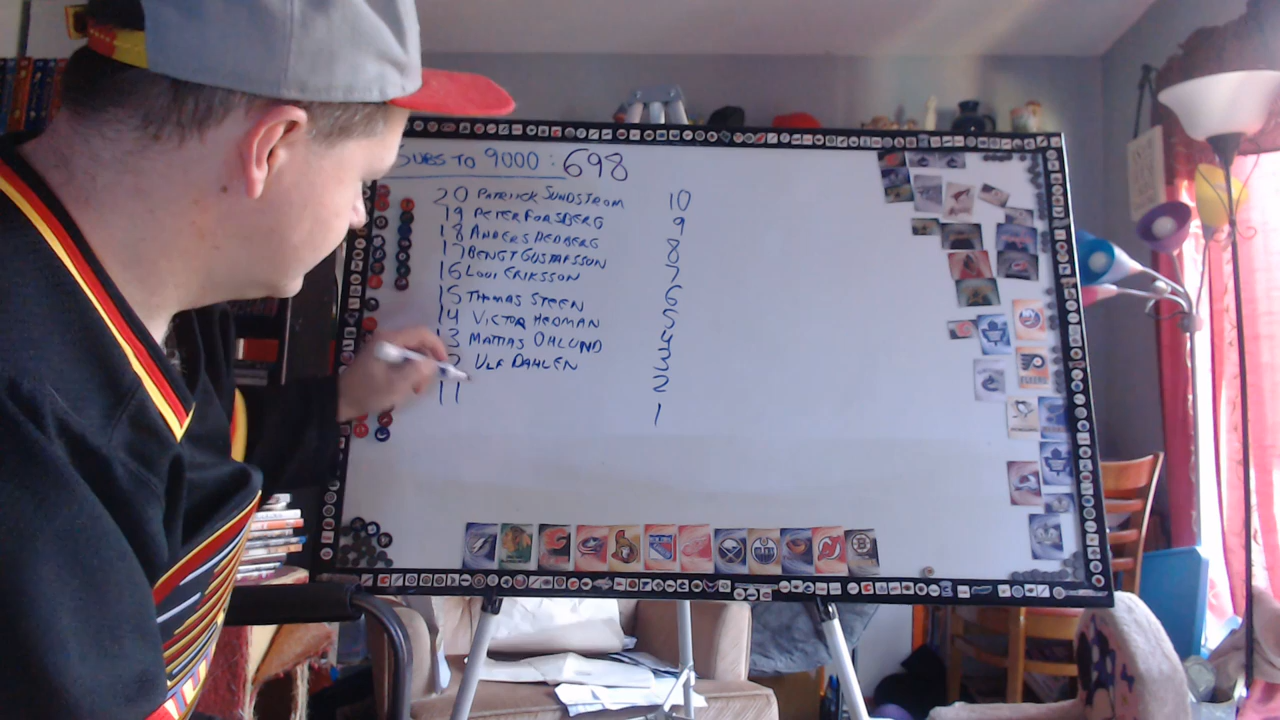 SUBS TO 9000 : 698
20 PATRICK SUNDSTROM 10
19 PETER FORSBERG 9
18 ANDERS HEDBERG 8
17 BENGT GUSTAFSSON 7
16 LOUI ERIKSSON 6
15 THOMAS STEEN 5
14 VICTOR HEDMAN 4
13 MATTIAS OHLUND 3
12 ULF DAHLEN 2
11 1